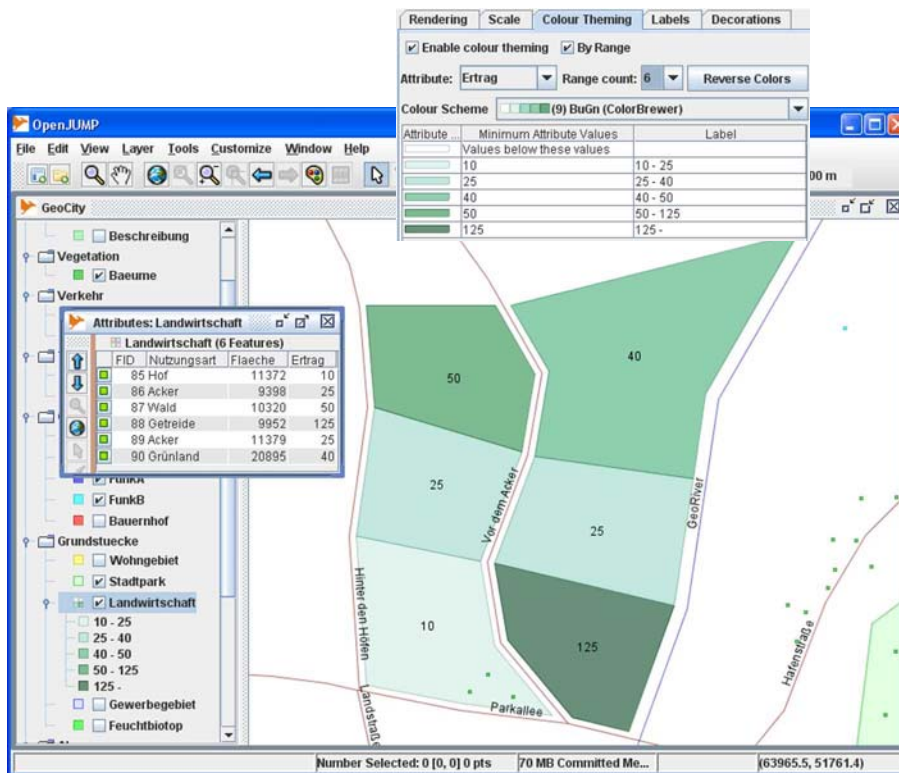 Rendering Scale Colour Theming Labels Decorations
Enable colour theming By Range
Attribute: Ertrag Range count: 6 Reverse Colors
Colour Scheme (9) BuGn (ColorBrewer)
Attribute ... Minimum Attribute Values Label
Values below these values
10 10 - 25
25 25 - 40
40 40 - 50
50 50 - 125
125 125 -
OpenJUMP
File Edit View Layer Tools Customize Window Help
00 m
GeoCity
Beschreibung
Vegetation
Baeume
Verkehr
Attributes: Landwirtschaft
Landwirtschaft (6 Features)
FID Nutzungsart Flaeche Ertrag
85 Hof 11372 10
86 Acker 9398 25
87 Wald 10320 50
88 Getreide 9952 125
89 Acker 11379 25
90 Grünland 20895 40
FunkA
FunkB
Bauernhof
Grundstuecke
Wohngebiet
Stadtpark
Landwirtschaft
10 - 25
25 - 40
40 - 50
50 - 125
125 -
Gewerbegebiet
Feuchtbiotop
50
40
25
25
10
125
Vor dem Acker
GeoRiver
Hinter den Höfen
Landstraße
Parkallee
Hafenstraße
Number Selected: 0 [0, 0] 0 pts 70 MB Committed Me... (63965.5, 51761.4)